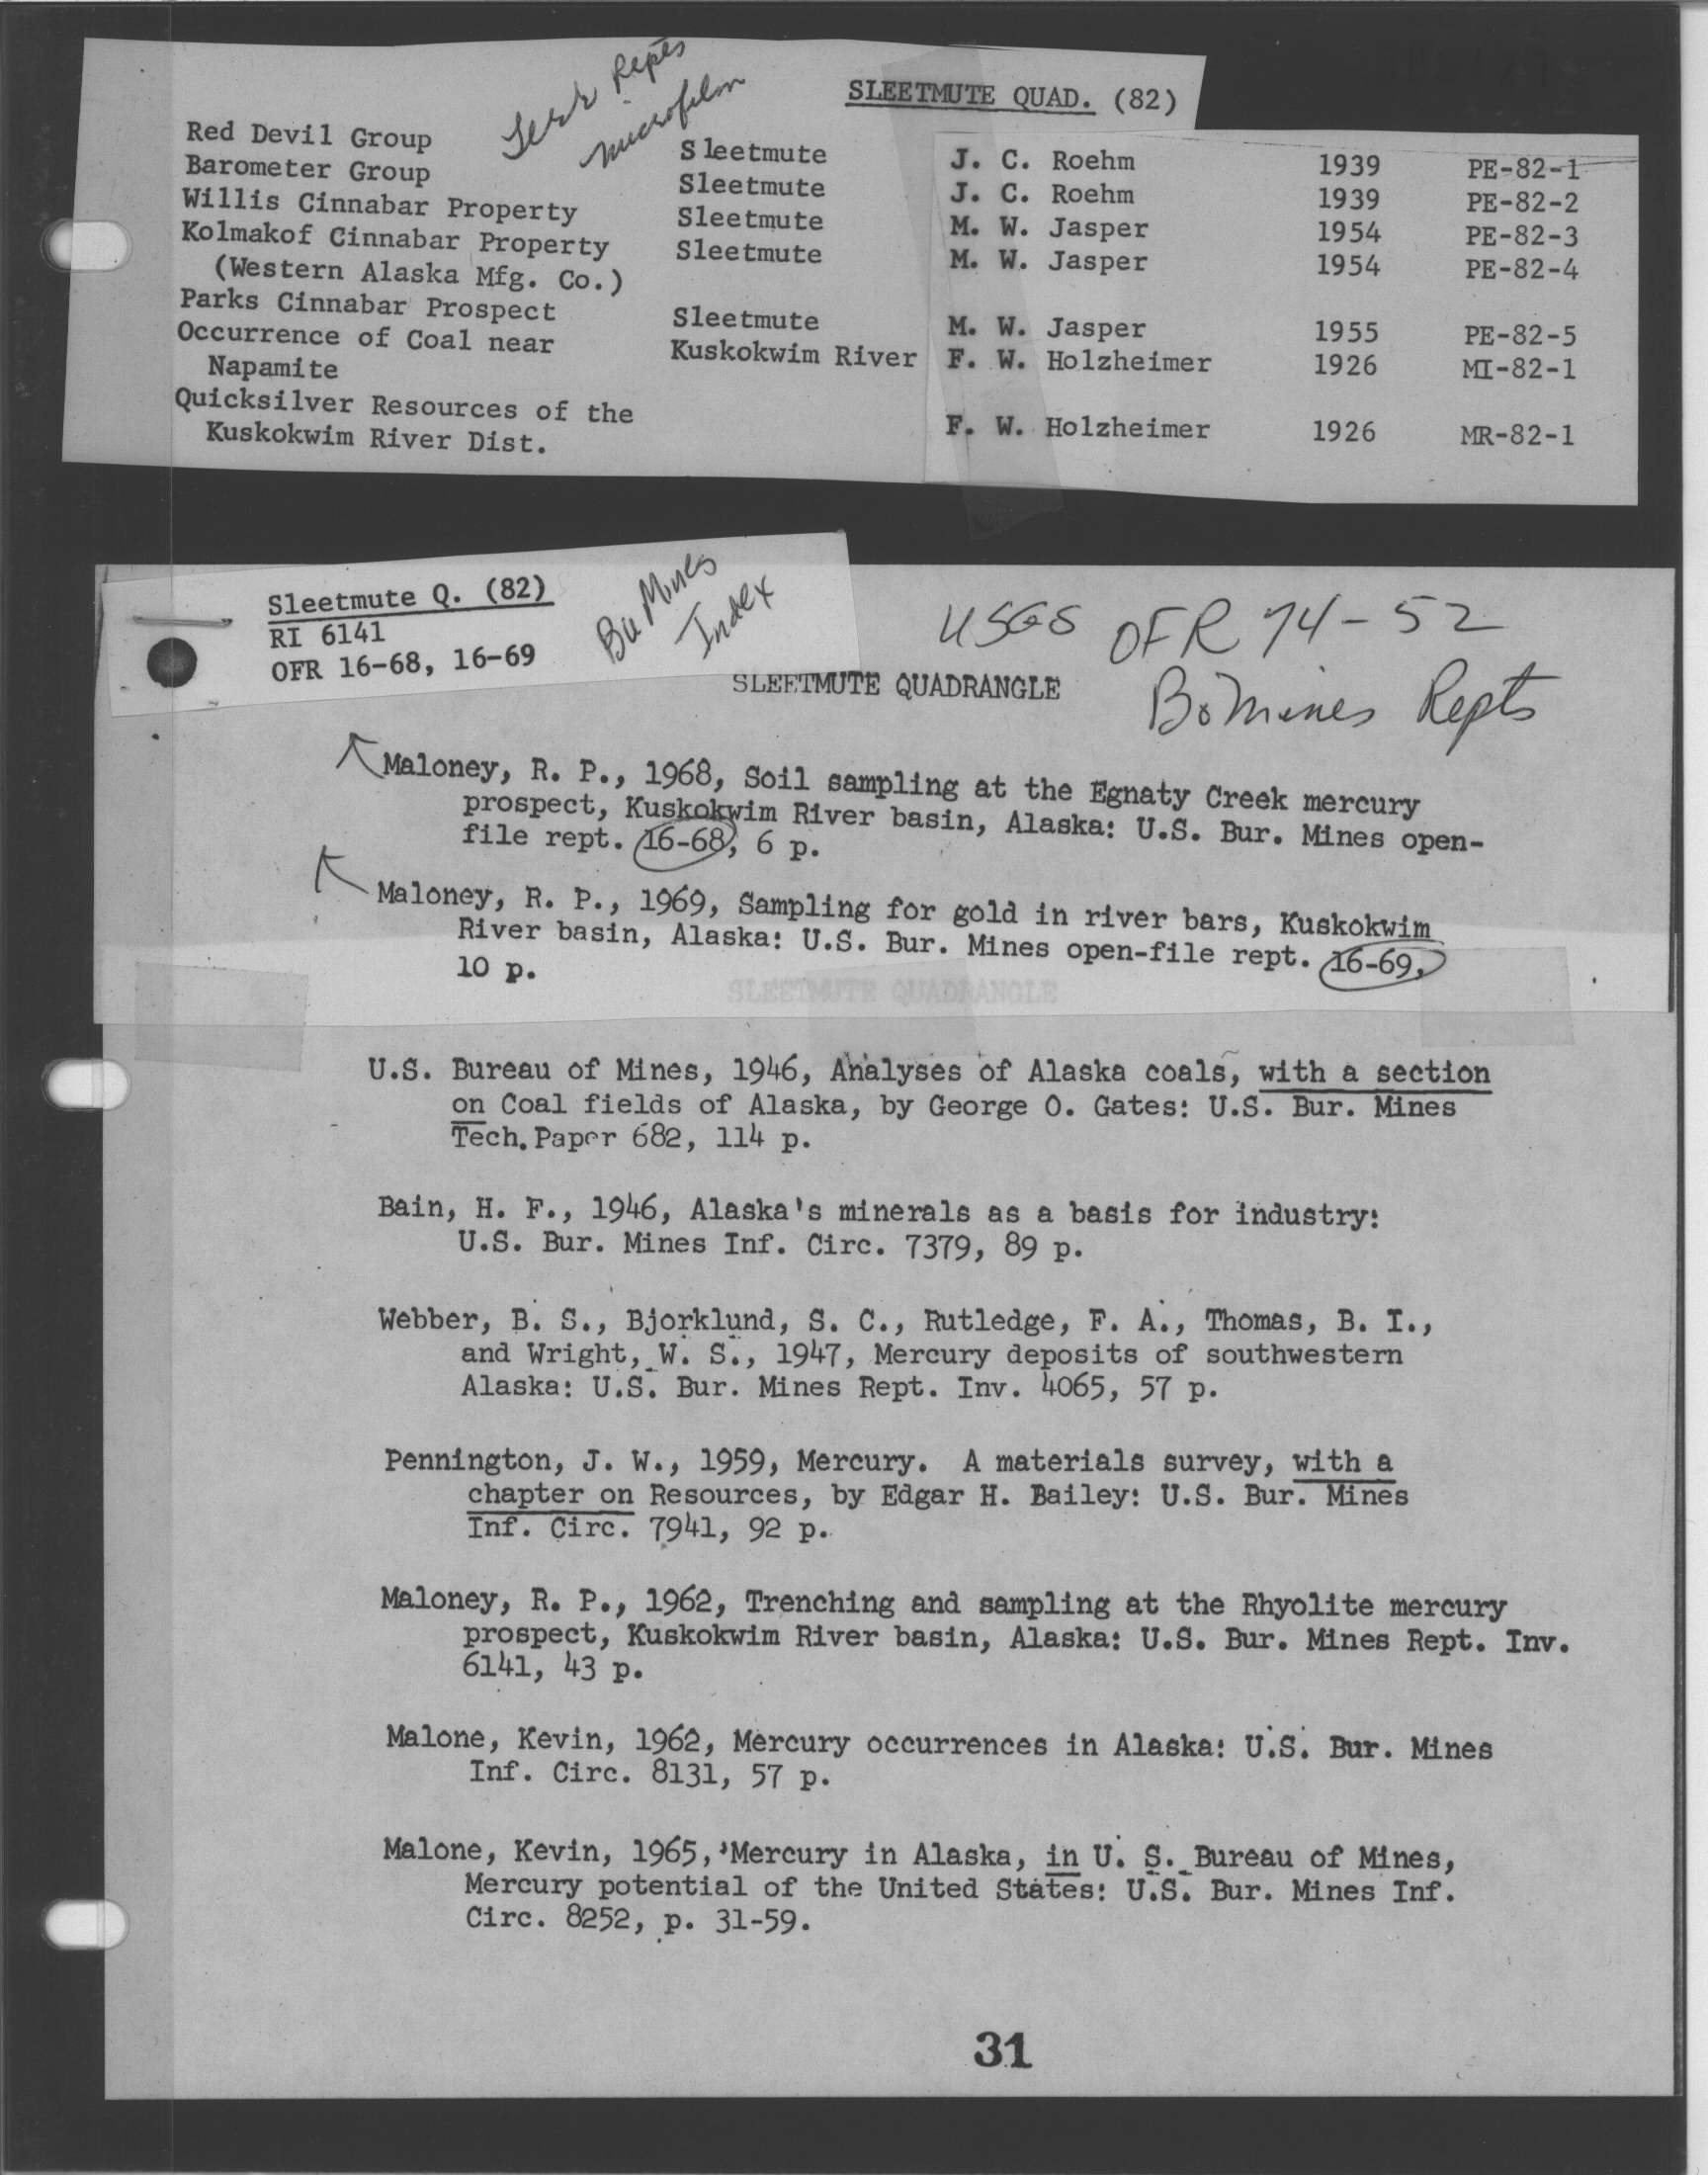 Repts
microfilm
SLEETMUTE QUAD. (82)
Red Devil Group Sleetmute J. C. Roehm 1939 PE-82-1
Barometer Group Sleetmute J. C. Roehm 1939 PE-82-2
Willis Cinnabar Property Sleetmute M. W. Jasper 1954 PE-82-3
Kolmakof Cinnabar Property Sleetmute M. W. Jasper 1954 PE-82-4
(Western Alaska Mfg. Co.)
Parks Cinnabar Prospect Sleetmute M. W. Jasper 1955 PE-82-5
Occurrence of Coal near Kuskokwim River F. W. Holzheimer 1926 MI-82-1
Napamite
Quicksilver Resources of the
Kuskokwim River Dist. F. W. Holzheimer 1926 MR-82-1
Sleetmute Q. (82)
RI 6141
OFR 16-68, 16-69
Bu Mines
Index
USGS OFR 74-52
BoMines Repts
SLEETMUTE QUADRANGLE
Maloney, R. P., 1968, Soil sampling at the Egnaty Creek mercury
prospect, Kuskokwim River basin, Alaska: U.S. Bur. Mines open-
file rept. 16-68, 6 p.
Maloney, R. P., 1969, Sampling for gold in river bars, Kuskokwim
River basin, Alaska: U.S. Bur. Mines open-file rept. 16-69,
10 p.
SLEETMUTE QUADRANGLE
U.S. Bureau of Mines, 1946, Analyses of Alaska coals, with a section
on Coal fields of Alaska, by George O. Gates: U.S. Bur. Mines
Tech. Paper 682, 114 p.
Bain, H. F., 1946, Alaska's minerals as a basis for industry:
U.S. Bur. Mines Inf. Circ. 7379, 89 p.
Webber, B. S., Bjorklund, S. C., Rutledge, F. A., Thomas, B. I.,
and Wright, W. S., 1947, Mercury deposits of southwestern
Alaska: U.S. Bur. Mines Rept. Inv. 4065, 57 p.
Pennington, J. W., 1959, Mercury. A materials survey, with a
chapter on Resources, by Edgar H. Bailey: U.S. Bur. Mines
Inf. Circ. 7941, 92 p.
Maloney, R. P., 1962, Trenching and sampling at the Rhyolite mercury
prospect, Kuskokwim River basin, Alaska: U.S. Bur. Mines Rept. Inv.
6141, 43 p.
Malone, Kevin, 1962, Mercury occurrences in Alaska: U.S. Bur. Mines
Inf. Circ. 8131, 57 p.
Malone, Kevin, 1965, Mercury in Alaska, in U. S. Bureau of Mines,
Mercury potential of the United States: U.S. Bur. Mines Inf.
Circ. 8252, p. 31-59.
31